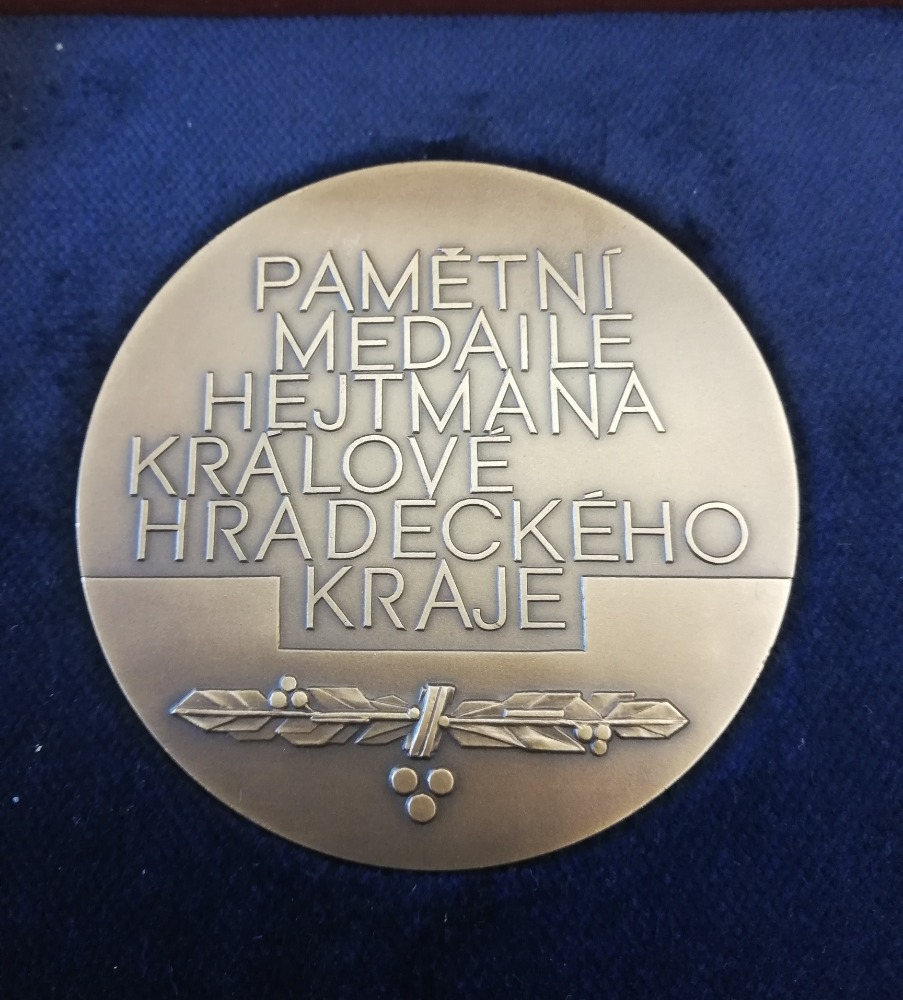 PAMĚTNÍ
MEDAILE
HEJTMANA
KRÁLOVÉ
HRADECKÉHO
KRAJE